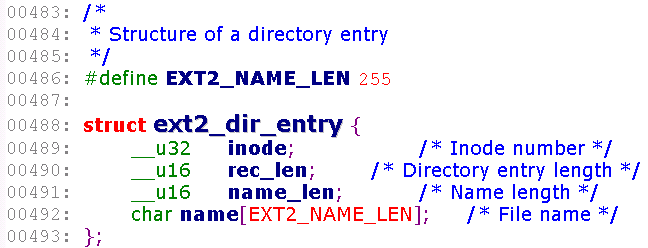 00483: /*
00484: * Structure of a directory entry
00485: */
00486: #define EXT2_NAME_LEN 255
00487:
00488: struct ext2_dir_entry {
00489: __u32 inode; /* Inode number */
00490: __u16 rec_len; /* Directory entry length */
00491: __u16 name_len; /* Name length */
00492: char name[EXT2_NAME_LEN]; /* File name */
00493: };